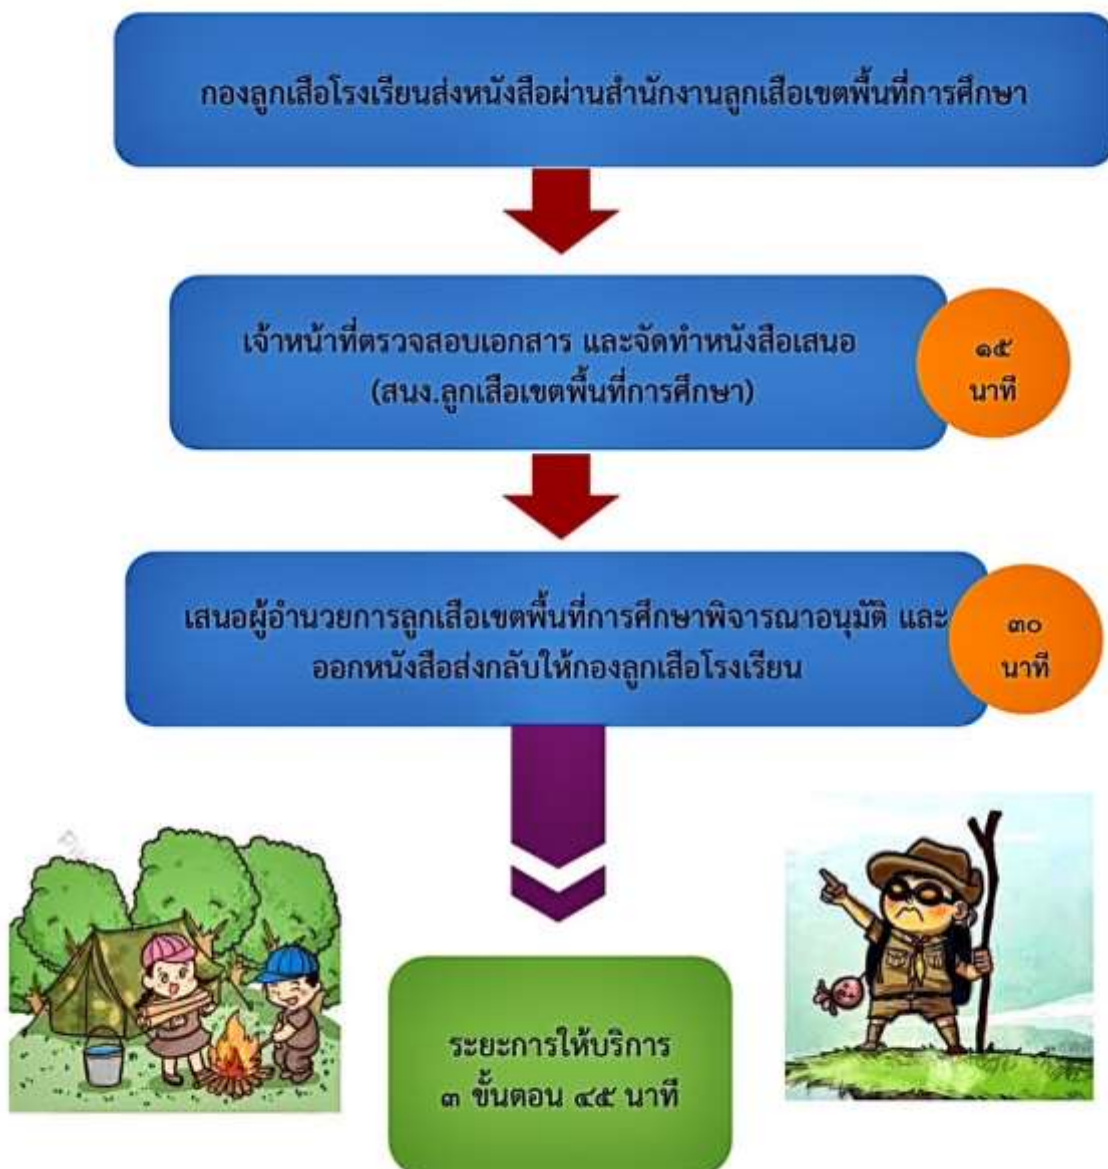 กองลูกเสือโรงเรียนส่งหนังสือผ่านสำนักงานลูกเสือเขตพื้นที่การศึกษา
เจ้าหน้าที่ตรวจสอบเอกสาร และจัดทำหนังสือเสนอ
(สนง.ลูกเสือเขตพื้นที่การศึกษา)
๑๕
นาที
เสนอผู้อำนวยการลูกเสือเขตพื้นที่การศึกษาพิจารณาอนุมัติ และ
ออกหนังสือส่งกลับให้กองลูกเสือโรงเรียน
๓๐
นาที
ระยะการให้บริการ
๓ ขั้นตอน ๔๕ นาที